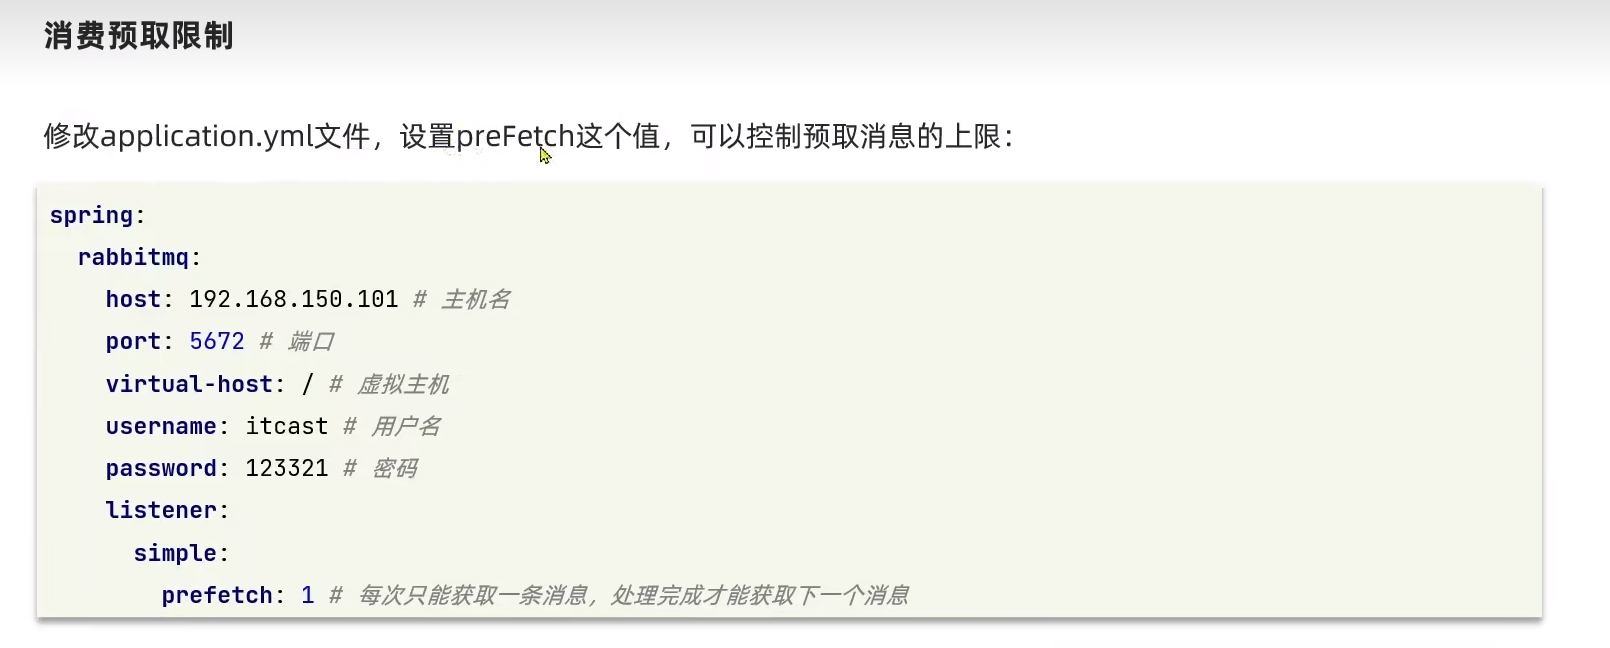 消费预取限制
修改application.yml文件，设置preFetch这个值，可以控制预取消息的上限：
spring:
  rabbitmq:
    host: 192.168.150.101 # 主机名
    port: 5672 # 端口
    virtual-host: / # 虚拟主机
    username: itcast # 用户名
    password: 123321 # 密码
    listener:
      simple:
        prefetch: 1 # 每次只能获取一条消息，处理完成才能获取下一个消息